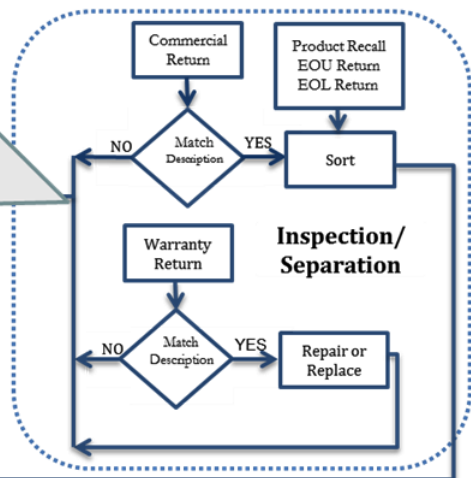 Commercial
Return
Product Recall
EOU Return
EOL Return
NO
Match
Description
YES
Sort
Inspection/
Separation
Warranty
Return
NO
Match
Description
YES
Repair or
Replace